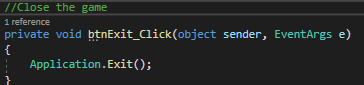 //Close the game
1 reference
private void btnExit_Click(object sender, EventArgs e)
{
Application.Exit();
}